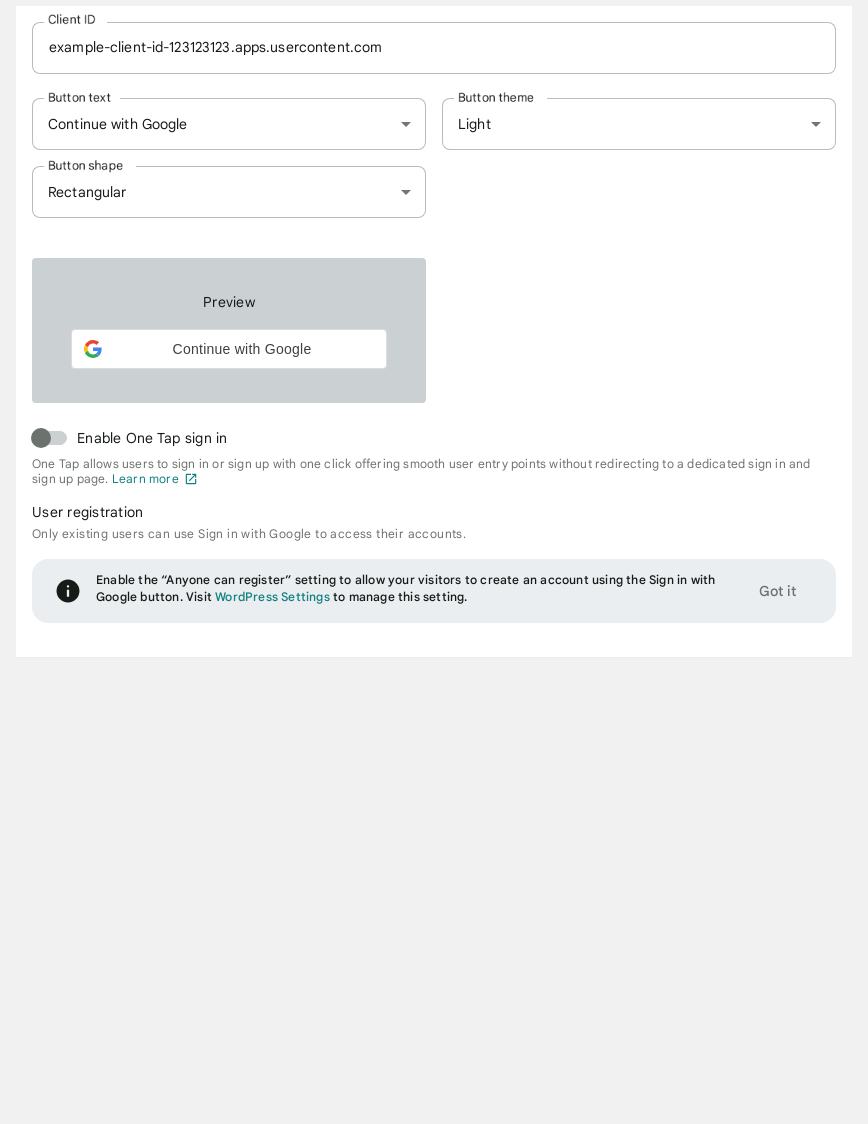 Client ID
example-client-id-123123123.apps.usercontent.com
Button text
Continue with Google
Button theme
Light
Button shape
Rectangular
Preview
Continue with Google
Enable One Tap sign in
One Tap allows users to sign in or sign up with one click offering smooth user entry points without redirecting to a dedicated sign in and
sign up page. Learn more
User registration
Only existing users can use Sign in with Google to access their accounts.
Enable the “Anyone can register” setting to allow your visitors to create an account using the Sign in with
Google button. Visit WordPress Settings to manage this setting.
Got it